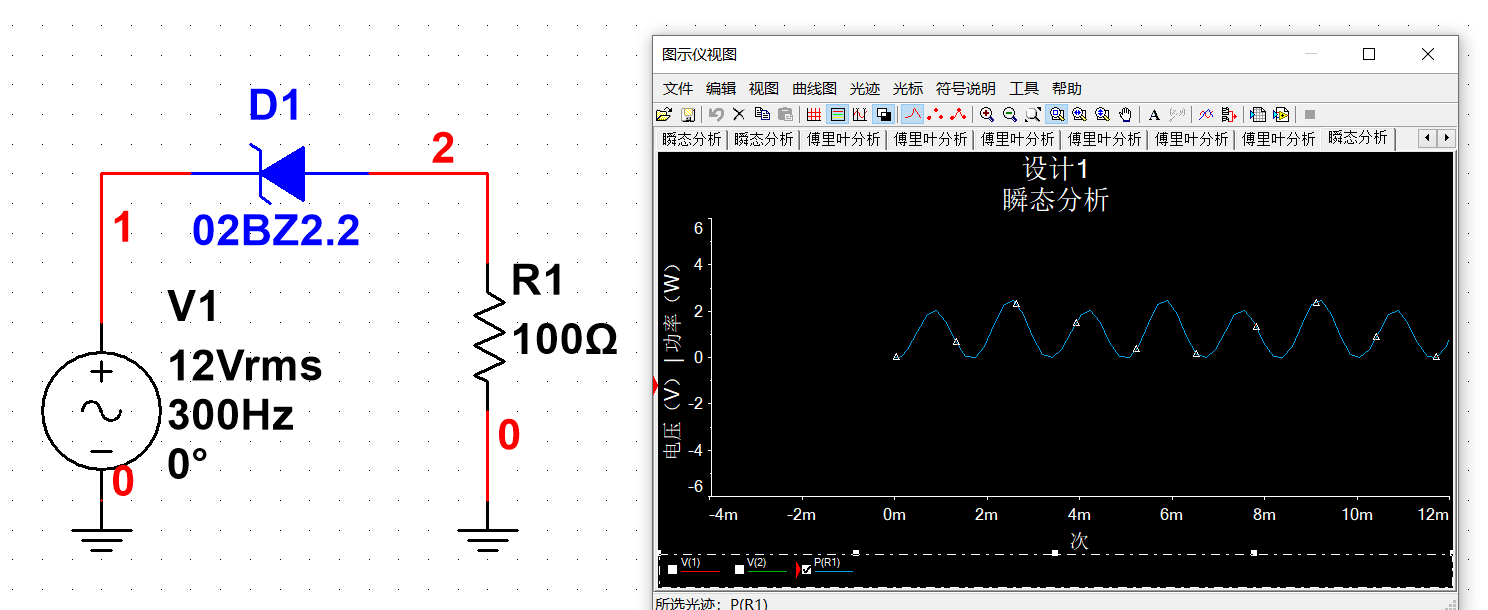 D1
2
1
02BZ2.2
V1
12Vrms
300Hz
0°
0
R1
100Ω
0
图示仪视图
文件 编辑 视图 曲线图 光迹 光标 符号说明 工具 帮助
A
瞬态分析 瞬态分析 傅里叶分析 傅里叶分析 傅里叶分析 傅里叶分析 傅里叶分析 傅里叶分析 瞬态分析
设计1
瞬态分析
电压（V）|功率（W）
6
4
2
0
-2
-4
-6
-4m -2m 0m 2m 4m 6m 8m 10m 12m
次
V(1) V(2) P(R1)
所选光迹：P(R1)